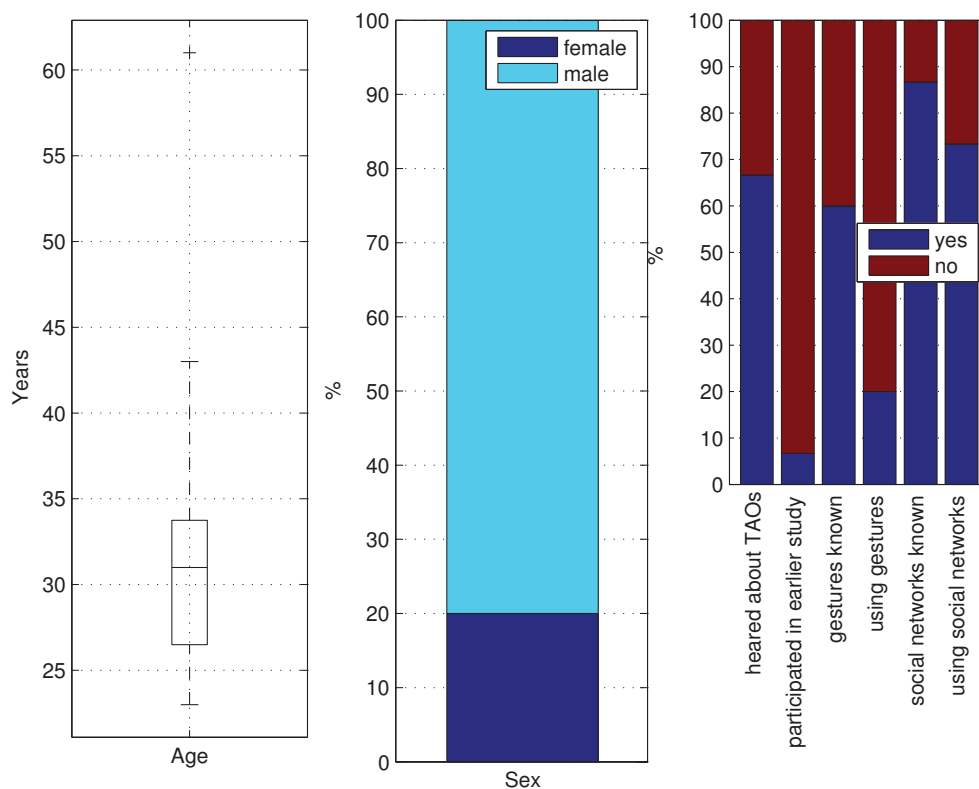 60
55
50
45
40
35
30
25
Years
Age
100
90
80
70
60
50
40
30
20
10
0
%
Sex
female
male
100
90
80
70
60
50
40
30
20
10
0
%
yes
no
heared about TAOs
participated in earlier study
gestures known
using gestures
social networks known
using social networks